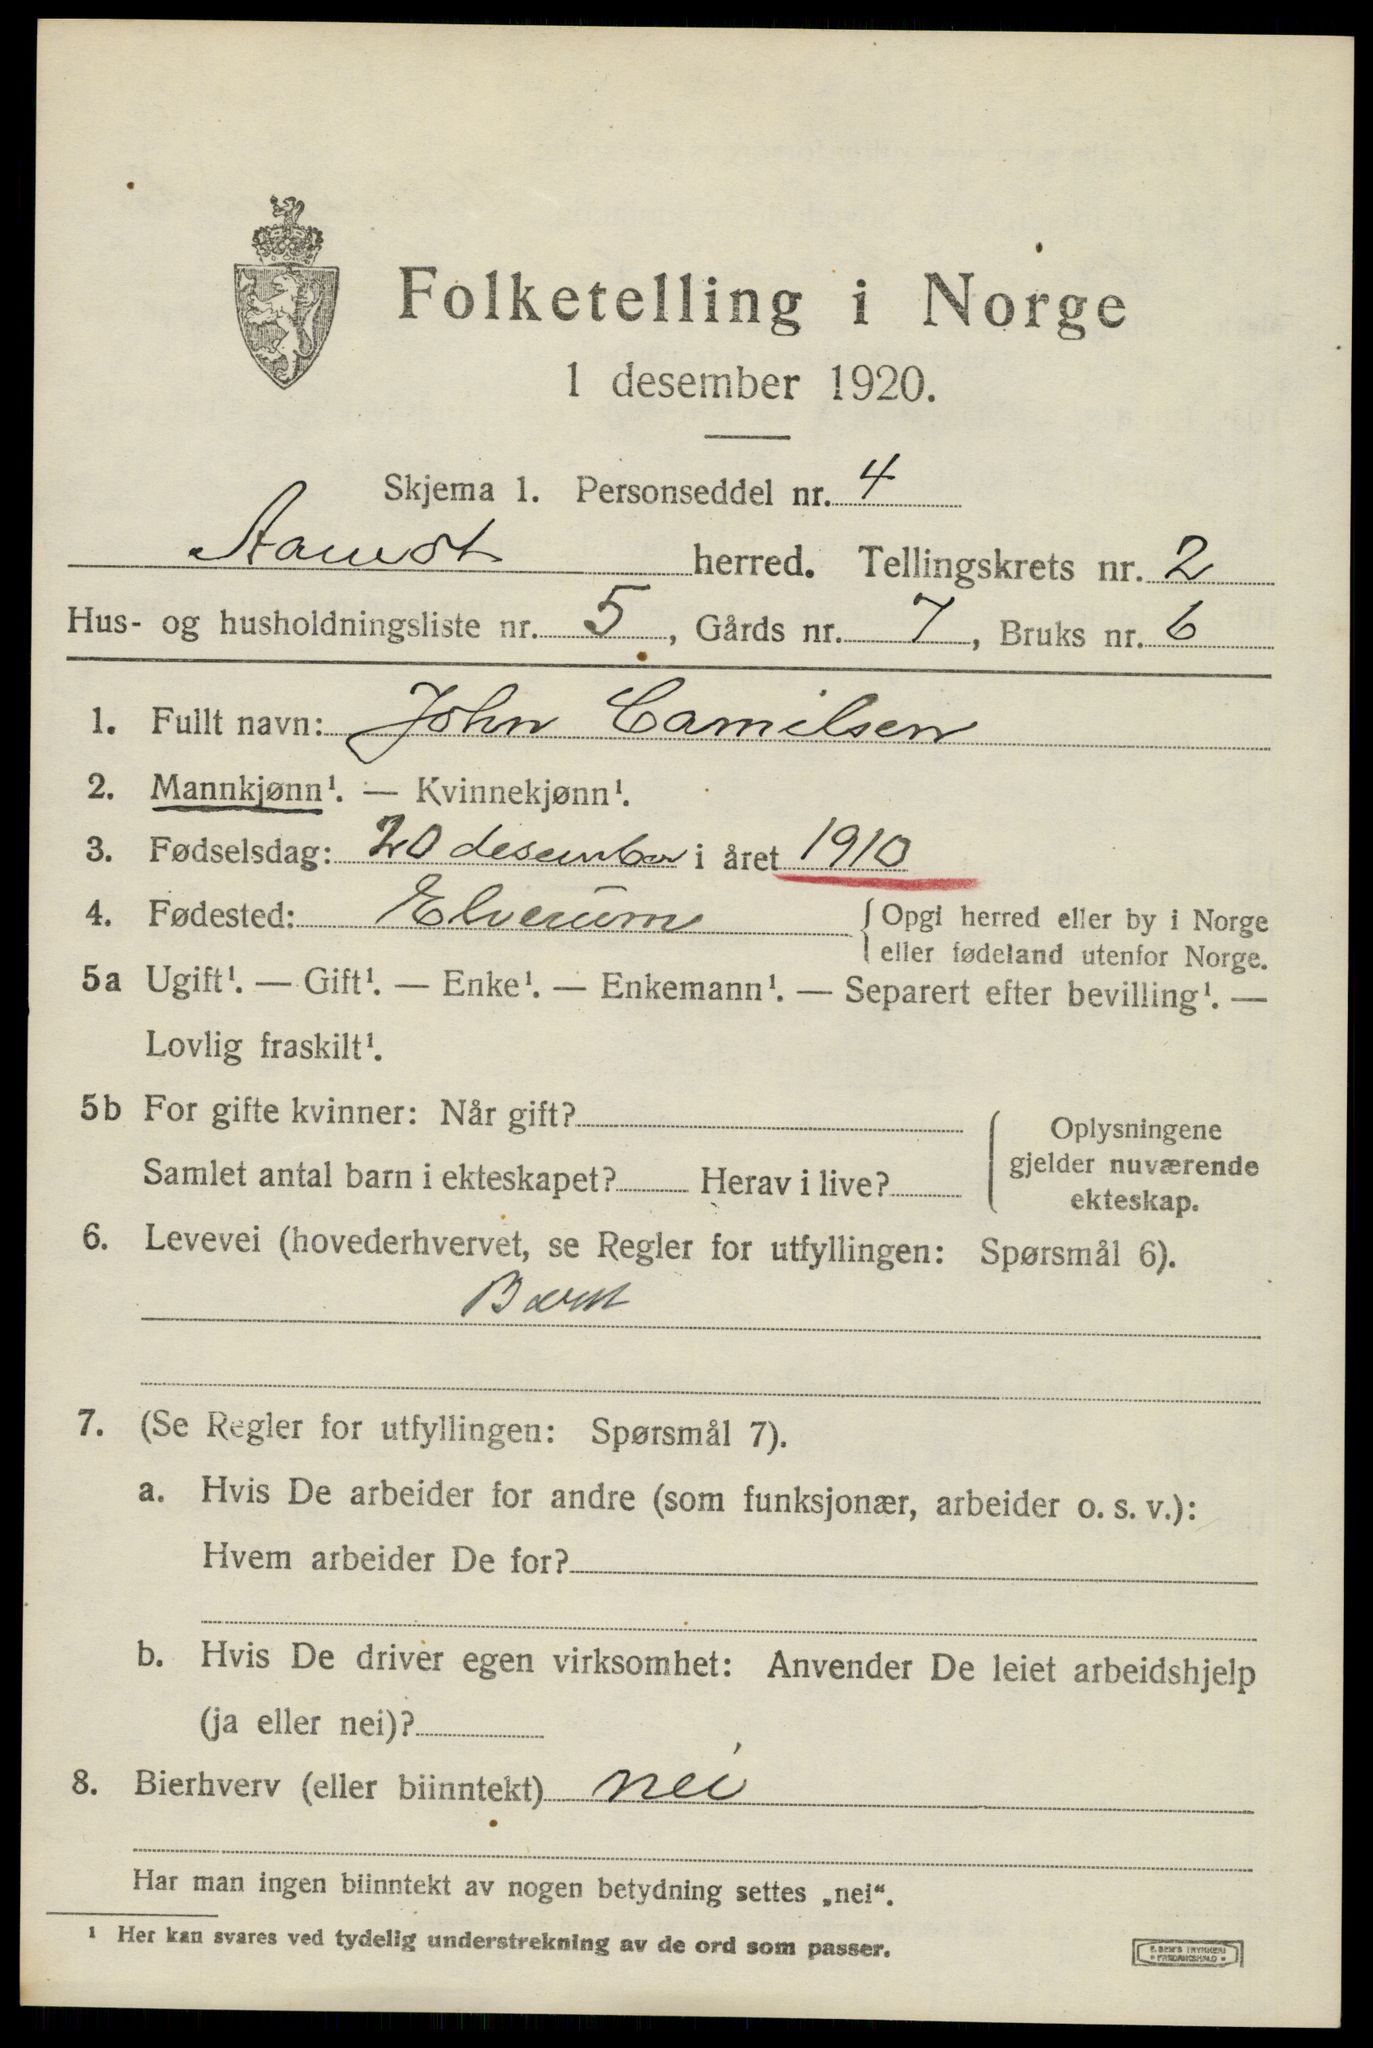 Folketelling i Norge
1 desember 1920.
Skjema 1. Personseddel nr. 4
Aamot herred. Tellingskrets nr. 2
Hus- og husholdningsliste nr. 5, Gårds nr. 7, Bruks nr. 6
1. Fullt navn: John Camilsen
2. Mannkjønn¹. — Kvinnekjønn¹.
3. Fødselsdag: 20 desember i året 1910
4. Fødested: Elverum { Opgi herred eller by i Norge
eller fødeland utenfor Norge.
5a Ugift¹. — Gift¹. — Enke¹. — Enkemann¹. — Separert efter bevilling¹. —
Lovlig fraskilt¹.
5b For gifte kvinner: Når gift?
Samlet antal barn i ekteskapet? Herav i live?
Oplysningene
gjelder nuværende
ekteskap.
6. Levevei (hovederhvervet, se Regler for utfyllingen: Spørsmål 6).
7. (Se Regler for utfyllingen: Spørsmål 7).
a. Hvis De arbeider for andre (som funksjonær, arbeider o. s. v.):
Hvem arbeider De for?
b. Hvis De driver egen virksomhet: Anvender De leiet arbeidshjelp
(ja eller nei)?
8. Bierhverv (eller biinntekt) nei
Har man ingen biinntekt av nogen betydning settes „nei“.
¹ Her kan svares ved tydelig understrekning av de ord som passer.